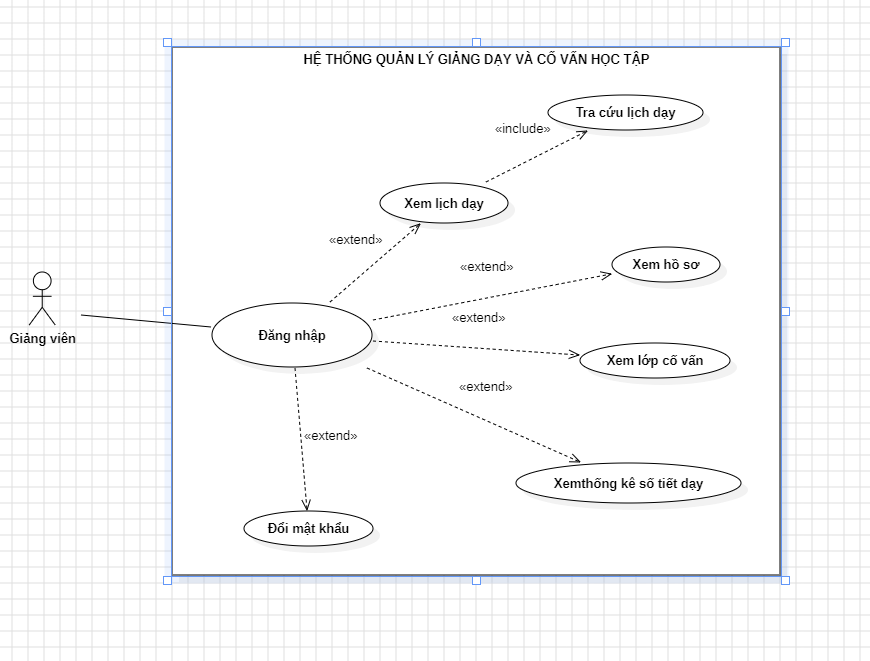 HỆ THỐNG QUẢN LÝ GIẢNG DẠY VÀ CỐ VẤN HỌC TẬP
Tra cứu lịch dạy
«include»
Xem lịch dạy
«extend»
«extend»
Xem hồ sơ
«extend»
Giảng viên
Đăng nhập
Xem lớp cố vấn
«extend»
«extend»
Xemthống kê số tiết dạy
Đổi mật khẩu